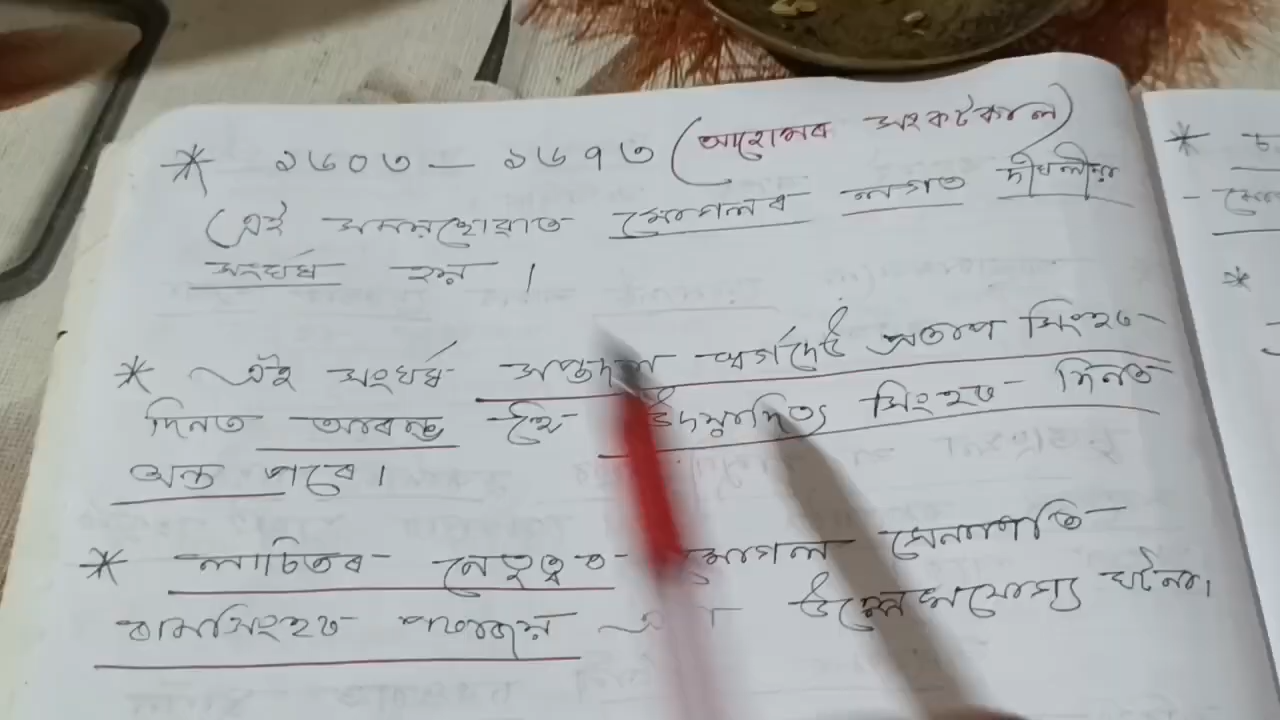 * ১৬০৩ — ১৬৭৩ (আহোমৰ সংকটকাল)
(এই সময়ছোৱাত মোগলৰ লগত দীঘলীয়া
সংঘৰ্ষ হয় ।
* এই সংঘৰ্ষ স্বৰ্গদেউ প্ৰতাপ সিংহৰ
দিনত আৰম্ভ হৈ উদয়াদিত্য সিংহৰ দিনত
অন্ত পৰে।
* লাচিতৰ নেতৃত্বত মোগল সেনাপতি
ৰামসিংহৰ পৰাজয় উল্লেখযোগ্য ঘটনা।
*
-
*